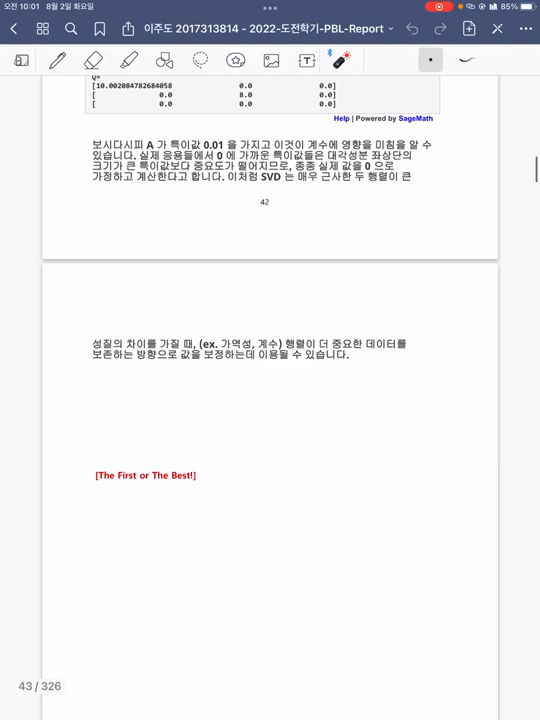 오전 10:01 8월 2일 화요일
85%
이주도 2017313814 - 2022-도전학기-PBL-Report
Q=
[10.002084782684058 0.0 0.0]
[ 0.0 8.0 0.0]
[ 0.0 0.0 0.0]
Help | Powered by SageMath
보시다시피 A 가 특이값 0.01 을 가지고 이것이 계수에 영향을 미침을 알 수
있습니다. 실제 응용들에서 0 에 가까운 특이값들은 대각성분 좌상단의
크기가 큰 특이값보다 중요도가 떨어지므로, 종종 실제 값을 0 으로
가정하고 계산한다고 합니다. 이처럼 SVD 는 매우 근사한 두 행렬이 큰
42
성질의 차이를 가질 때, (ex. 가역성, 계수) 행렬이 더 중요한 데이터를
보존하는 방향으로 값을 보정하는데 이용될 수 있습니다.
[The First or The Best!]
43 / 326